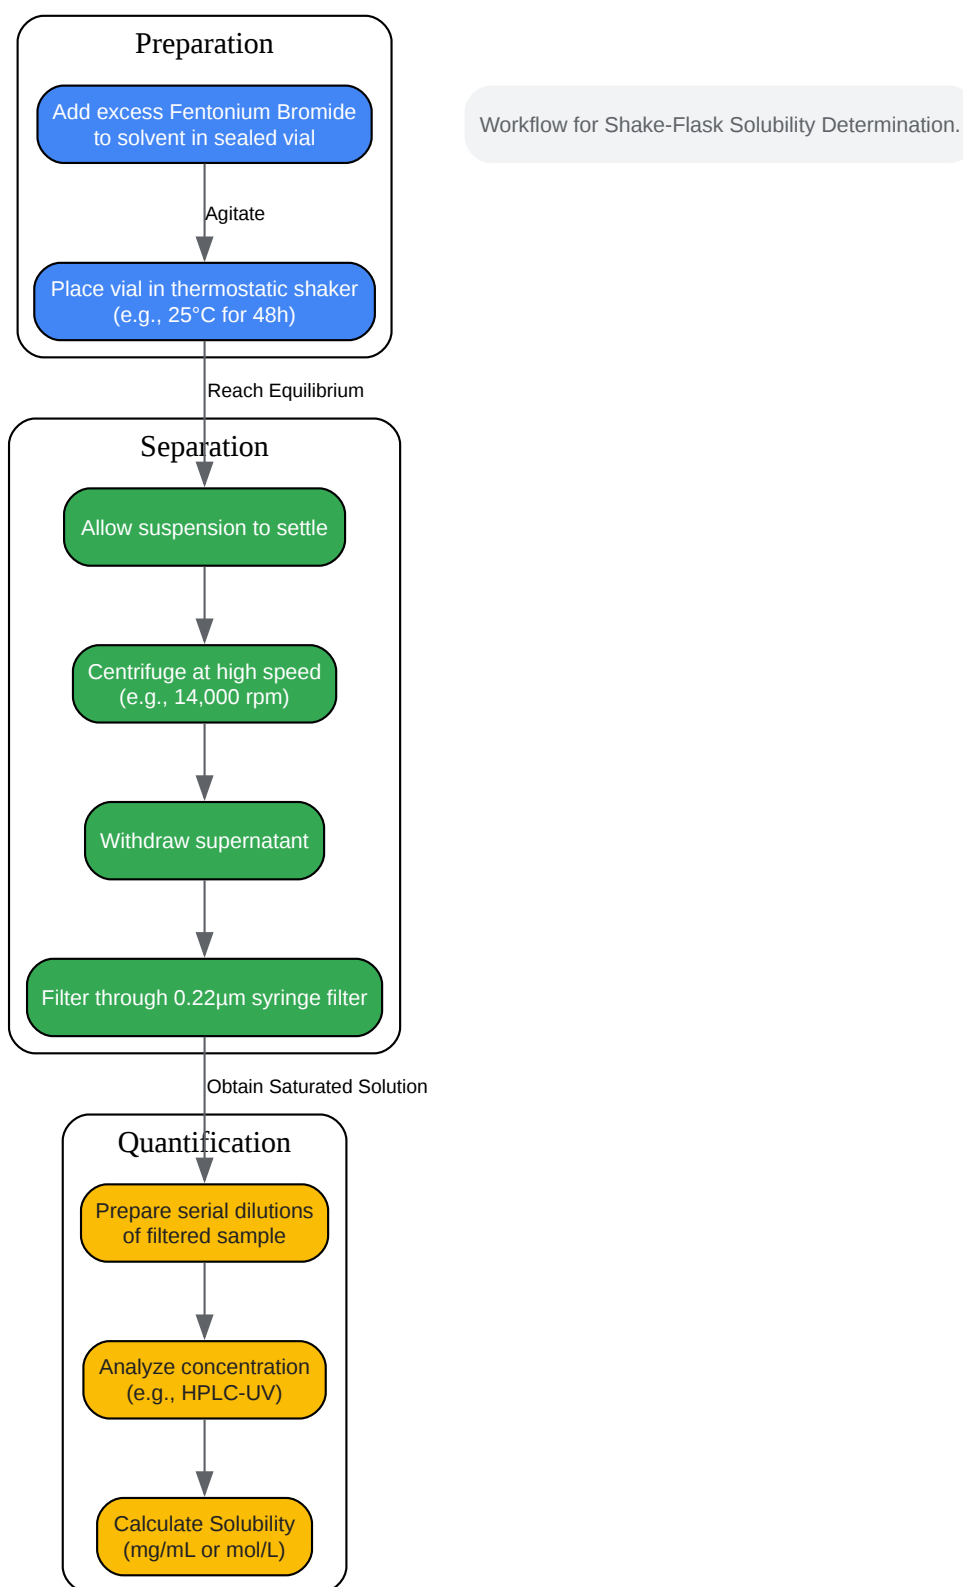 Preparation
Add excess Fentonium Bromide
to solvent in sealed vial
Workflow for Shake-Flask Solubility Determination.
Agitate
Place vial in thermostatic shaker
(e.g., 25°C for 48h)
Reach Equilibrium
Separation
Allow suspension to settle
Centrifuge at high speed
(e.g., 14,000 rpm)
Withdraw supernatant
Filter through 0.22µm syringe filter
Obtain Saturated Solution
Quantification
Prepare serial dilutions
of filtered sample
Analyze concentration
(e.g., HPLC-UV)
Calculate Solubility
(mg/mL or mol/L)